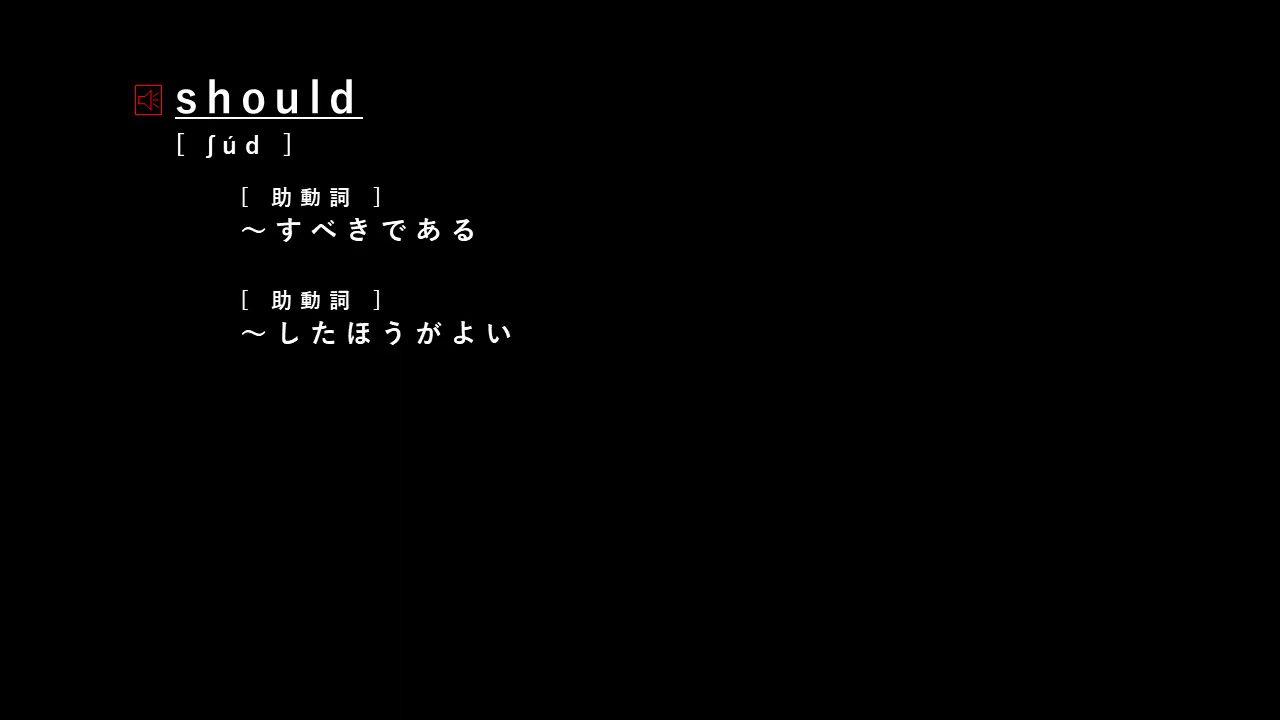 should
[ ʃúd ]
[ 助動詞 ]
～すべきである
[ 助動詞 ]
～したほうがよい